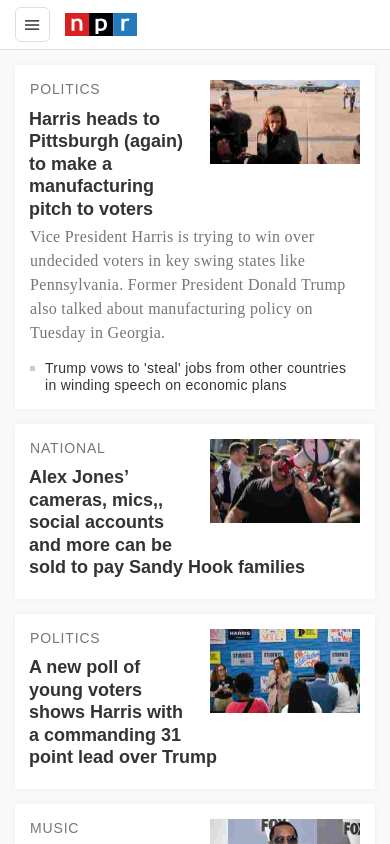 npr
POLITICS
Harris heads to
Pittsburgh (again)
to make a
manufacturing
pitch to voters
Vice President Harris is trying to win over
undecided voters in key swing states like
Pennsylvania. Former President Donald Trump
also talked about manufacturing policy on
Tuesday in Georgia.
Trump vows to 'steal' jobs from other countries
in winding speech on economic plans
NATIONAL
Alex Jones’
cameras, mics,,
social accounts
and more can be
sold to pay Sandy Hook families
POLITICS
HARRIS
VOTE
A new poll of
young voters
shows Harris with
a commanding 31
point lead over Trump
MUSIC
FOX
FOX